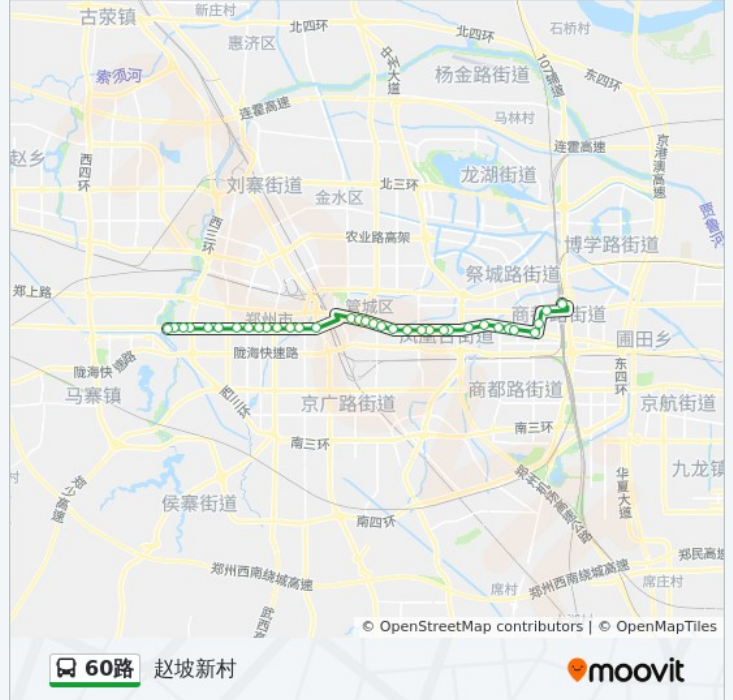 古荥镇
新庄村
北四环
惠济区
中州大道
北四环
石桥村
107辅道
东四环
杨金路街道
索须河
连霍高速
马林村
连霍高速
京港澳高速
赵乡
西四环
刘寨街道
金水区
北三环
龙湖街道
贾鲁河
西三环
农业路高架
博学路街道
祭城路街道
郑上路
管城区
郑州市
圃田乡
陇海快速路
陇海快
速路
马寨镇
西三环
京广路街道
商都路街道
东四环
京航街道
南三环
南三环
九龙镇
村
侯寨街道
南四环
华夏大道
郑民高速
郑州西南绕城高速
郑州西南绕城高速
席村
席庄村
© OpenStreetMap contributors | © OpenMapTiles
60路 赵坡新村
moovit